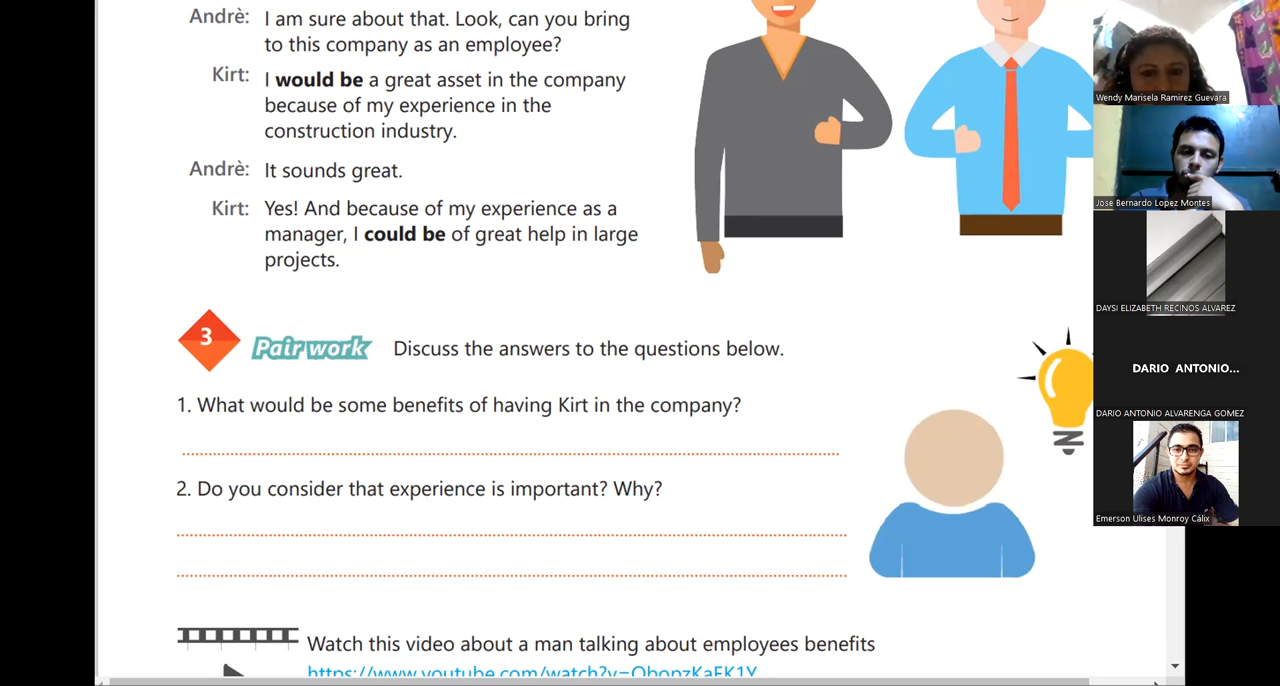 Andrè: I am sure about that. Look, can you bring
to this company as an employee?
Kirt: I would be a great asset in the company
because of my experience in the
construction industry.
Andrè: It sounds great.
Kirt: Yes! And because of my experience as a
manager, I could be of great help in large
projects.
3 Pair work Discuss the answers to the questions below.
1. What would be some benefits of having Kirt in the company?
2. Do you consider that experience is important? Why?
Watch this video about a man talking about employees benefits
Wendy Marisela Ramirez Guevara
Jose Bernardo Lopez Montes
DAYSI ELIZABETH RECINOS ALVAREZ
DARIO ANTONIO...
DARIO ANTONIO ALVARENGA GOMEZ
Emerson Ulises Monroy Cálix